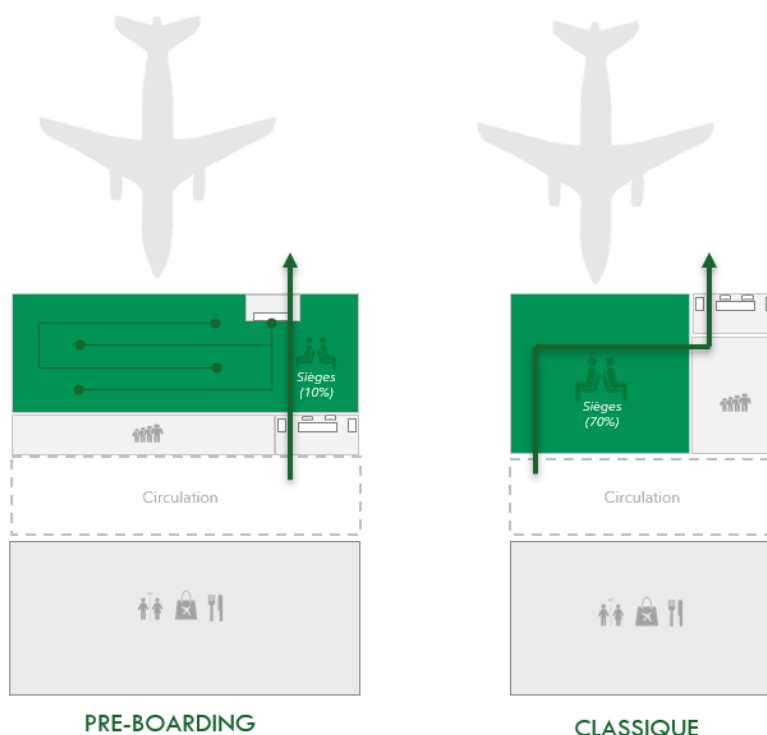 Sièges
(10%)
Circulation
PRE-BOARDING
Sièges
(70%)
Circulation
CLASSIQUE